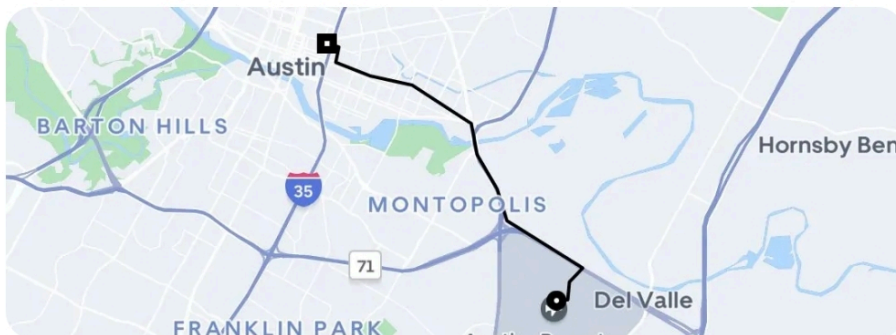 Austin
BARTON HILLS
Hornsby Ben
35
MONTOPOLIS
71
Del Valle
FRANKLIN PARK